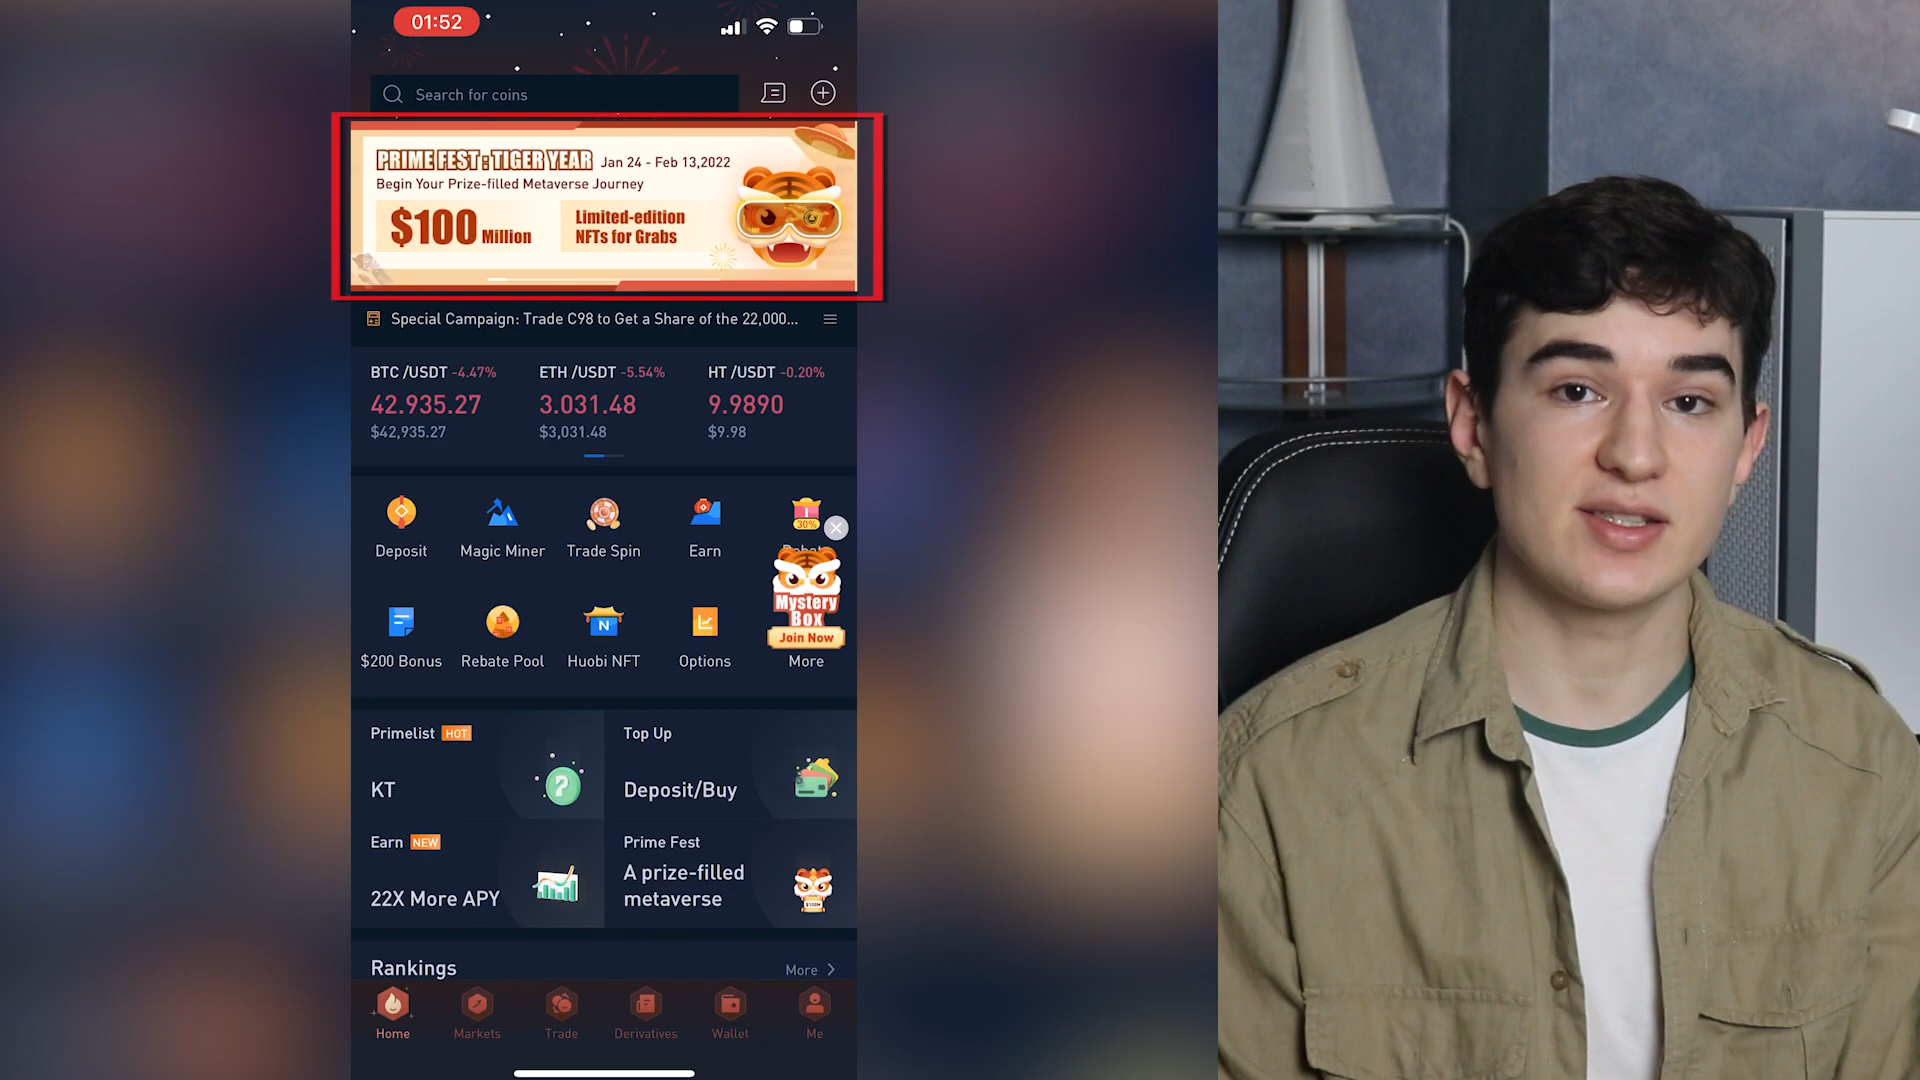 01:52
Search for coins
PRIME FEST : TIGER YEAR Jan 24 - Feb 13,2022
Begin Your Prize-filled Metaverse Journey
$100 Million
Limited-edition
NFTs for Grabs
Special Campaign: Trade C98 to Get a Share of the 22,000...
BTC /USDT -4.47% ETH /USDT -5.54% HT /USDT -0.20%
42.935.27 3.031.48 9.9890
$42,935.27 $3,031.48 $9.98
30%
Deposit Magic Miner Trade Spin Earn
Mystery
Box
Join Now
N
$200 Bonus Rebate Pool Huobi NFT Options More
Primelist HOT
KT
?
Top Up
Deposit/Buy
Earn NEW
22X More APY
Prime Fest
A prize-filled
metaverse
$100M
Rankings
More
Home Markets Trade Derivatives Wallet Me